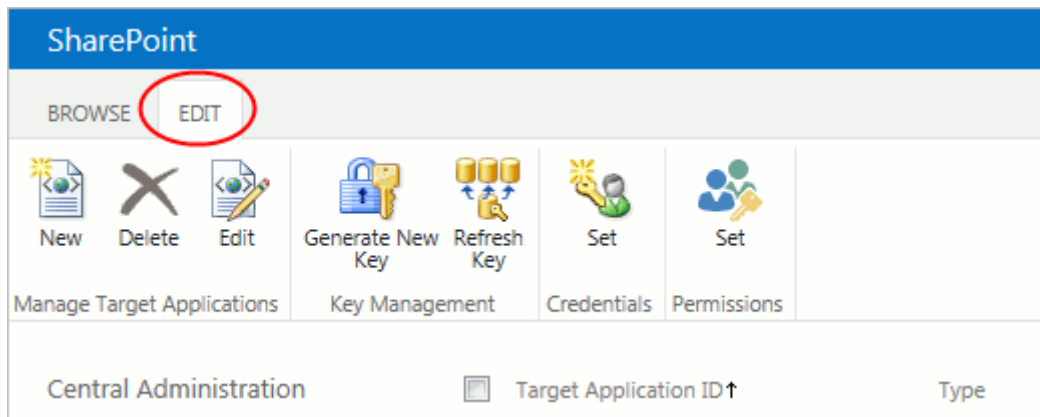 SharePoint
BROWSE EDIT
New Delete Edit Generate New Refresh Set Set
Key Key
Manage Target Applications Key Management Credentials Permissions
Central Administration Target Application ID↑ Type